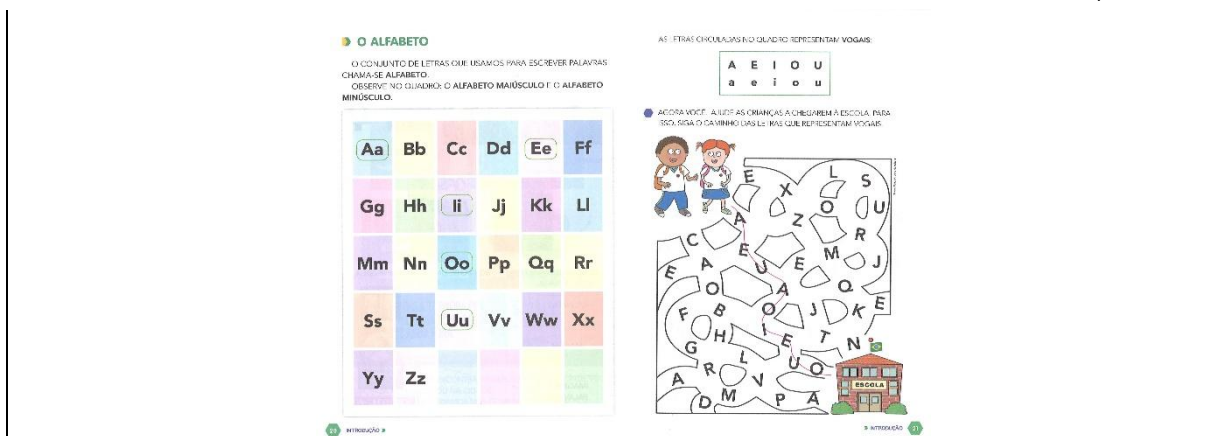 O ALFABETO
O CONJUNTO DE LETRAS QUE USAMOS PARA ESCREVER PALAVRAS
CHAMA-SE ALFABETO.
OBSERVE NO QUADRO: O ALFABETO MAIÚSCULO E O ALFABETO
MINÚSCULO.
Aa Bb Cc Dd Ee Ff
Gg Hh Ii Jj Kk Ll
Mm Nn Oo Pp Qq Rr
Ss Tt Uu Vv Ww Xx
Yy Zz
INTRODUÇÃO
AS LETRAS CIRCULADAS NO QUADRO REPRESENTAM VOGAIS:
A E I O U
a e i o u
AGORA VOCÊ. AJUDE AS CRIANÇAS A CHEGAREM À ESCOLA. PARA
ISSO, SIGA O CAMINHO DAS LETRAS QUE REPRESENTAM VOGAIS
E X L S
A Z O U
C E M R
E A U E J
O A Q
F B O J K E
G H I E T N
R L U O
A V
D M P A
ESCOLA
INTRODUÇÃO 21